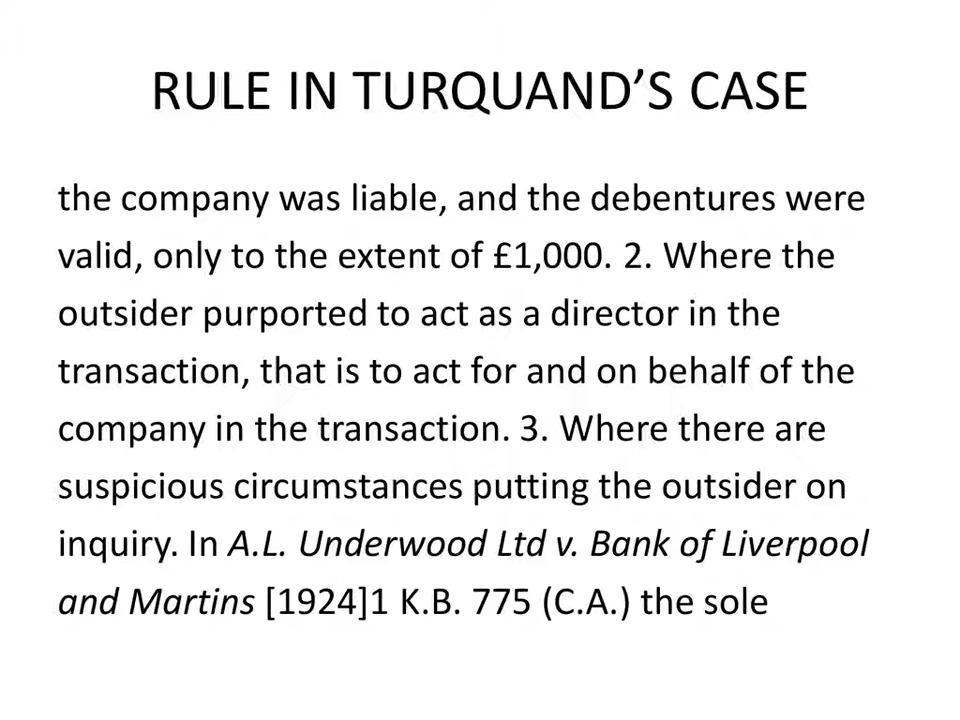 RULE IN TURQUAND’S CASE
the company was liable, and the debentures were
valid, only to the extent of £1,000. 2. Where the
outsider purported to act as a director in the
transaction, that is to act for and on behalf of the
company in the transaction. 3. Where there are
suspicious circumstances putting the outsider on
inquiry. In A.L. Underwood Ltd v. Bank of Liverpool
and Martins [1924]1 K.B. 775 (C.A.) the sole